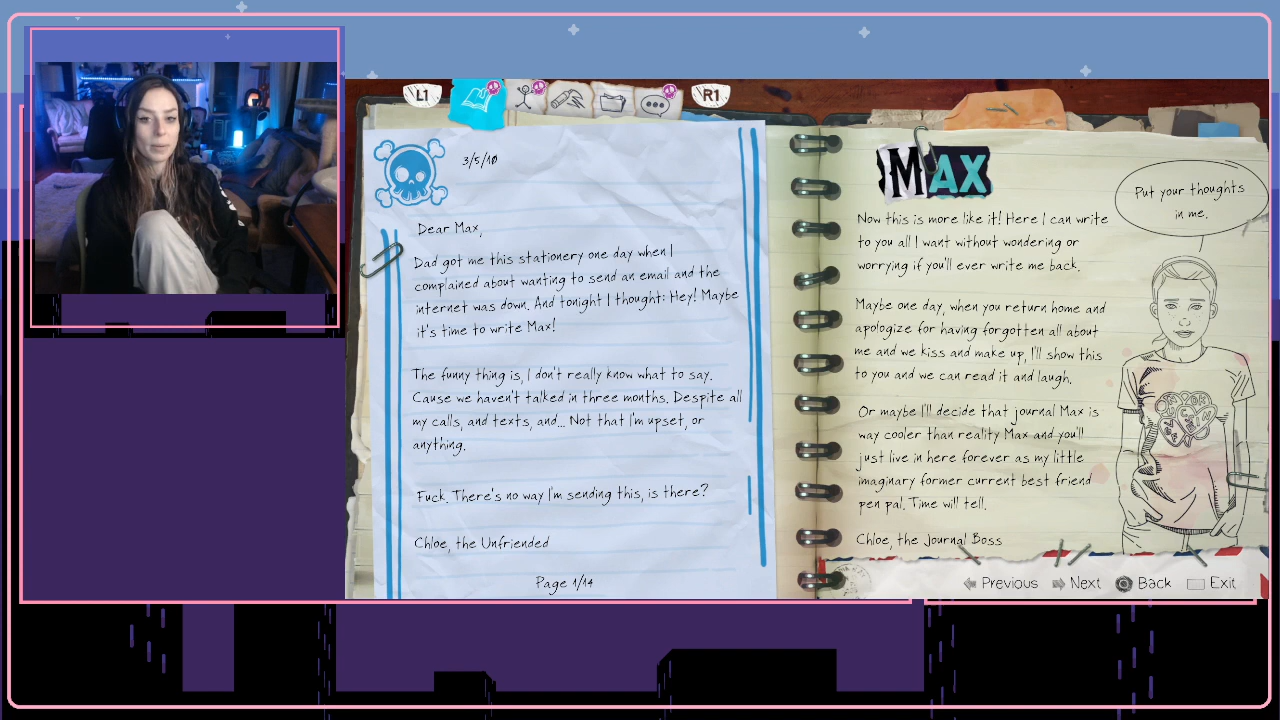 L1
R1
3/5/10
Dear Max,
Dad got me this stationery one day when I
complained about wanting to send an email and the
internet was down. And tonight I thought: Hey! Maybe
it's time to write Max!
The funny thing is, I don't really know what to say.
Cause we haven't talked in three months. Despite all
my calls, and texts, and... Not that I'm upset, or
anything.
Fuck. There's no way I'm sending this, is there?
Chloe, the Unfriended
Page 1/14
MAX
Now this is more like it! Here I can write
to you all I want without wondering or
worrying if you'll ever write me back.
Maybe one day, when you return home and
apologize for having forgotten all about
me and we kiss and make up, I'll show this
to you and we can read it and laugh.
Or maybe I'll decide that journal Max is
way cooler than reality Max and you'll
just live in here forever as my little
imaginary former current best friend
pen pal. Time will tell.
Chloe, the Journal Boss
Put your thoughts
in me.
Previous Next Back Exit